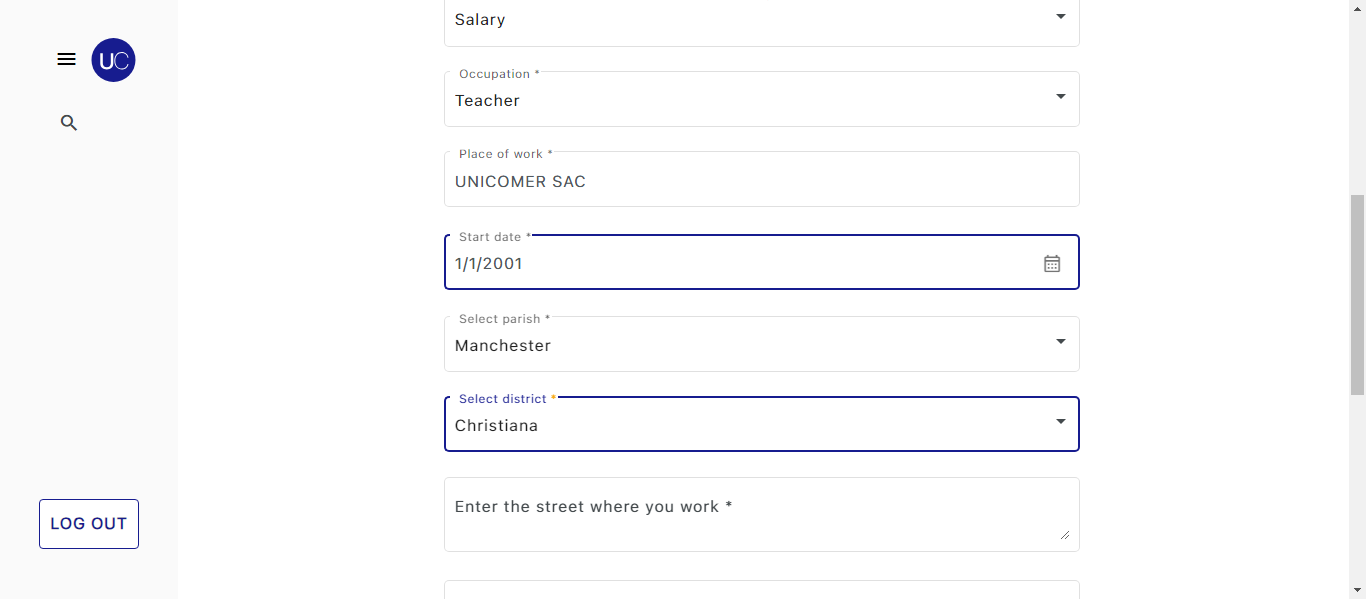 Salary
UC
Occupation *
Teacher
Place of work *
UNICOMER SAC
Start date *
1/1/2001
Select parish *
Manchester
Select district *
Christiana
Enter the street where you work *
LOG OUT